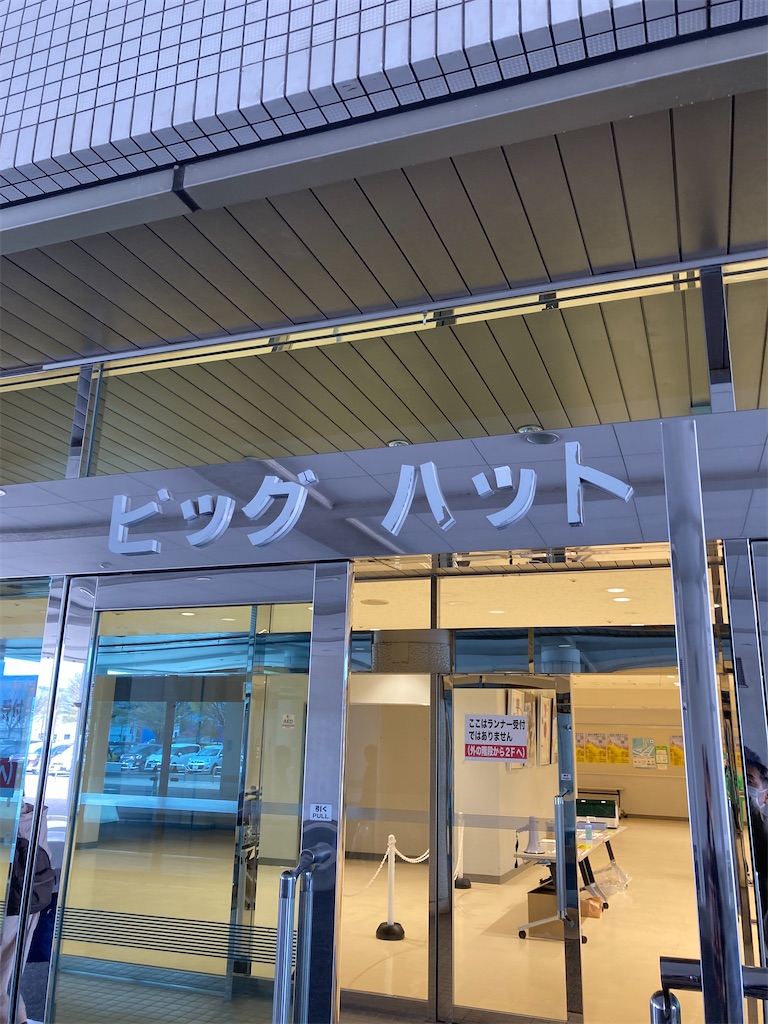 ビッグ ハット
ここはランナー受付
ではありません
(外の階段から2Fへ)
引く
PULL
AED